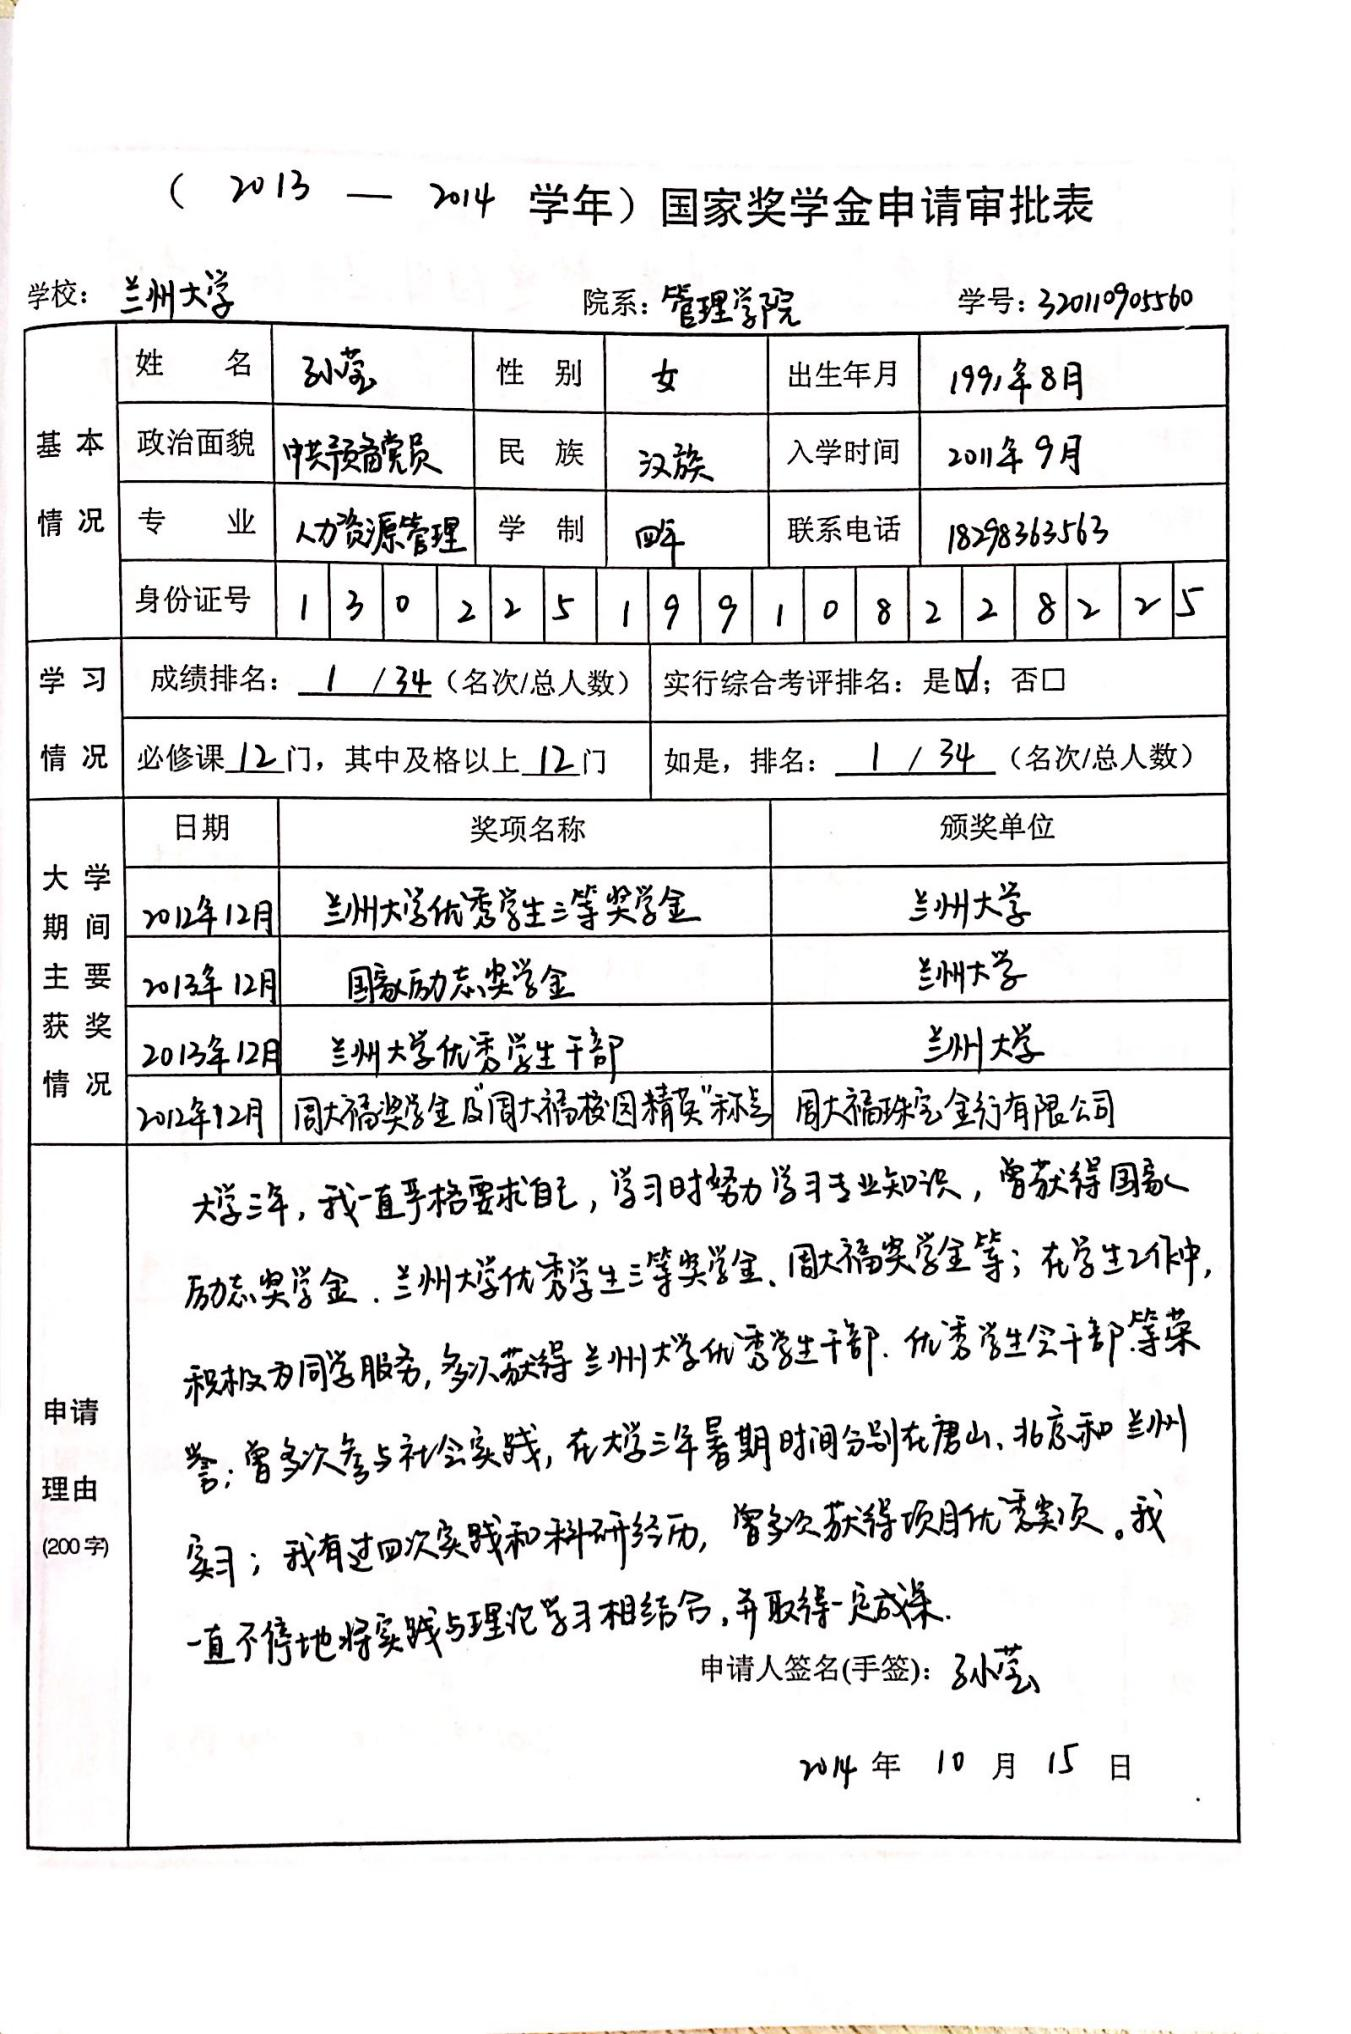 （ 2013 — 2014 学年）国家奖学金申请审批表
学校： 兰州大学 院系：管理学院 学号：320110905560
基本情况
姓 名 孙莹 性 别 女 出生年月 1991年8月
政治面貌 中共预备党员 民 族 汉族 入学时间 2011年9月
专 业 人力资源管理 学 制 四年 联系电话 18298363563
身份证号 1 3 0 2 2 5 1 9 9 1 0 8 2 2 8 2 2 5
学习情况
成绩排名： 1 /34 （名次/总人数） 实行综合考评排名：是☑；否□
必修课 12 门，其中及格以上 12 门 如是，排名： 1 / 34 （名次/总人数）
大学期间主要获奖情况
日期 奖项名称 颁奖单位
2012年12月 兰州大学优秀学生三等奖学金 兰州大学
2013年12月 国家励志奖学金 兰州大学
2013年12月 兰州大学优秀学生干部 兰州大学
2012年12月 周大福奖学金及“周大福校园精英”称号 周大福珠宝金行有限公司
申请理由(200字)
大学三年，我一直严格要求自己，学习时努力学习专业知识，曾获得国家
励志奖学金、兰州大学优秀学生三等奖学金、周大福奖学金等；在学生工作中，
积极为同学服务，多次获得兰州大学优秀学生干部、优秀学生会干部等荣
誉；曾多次参与社会实践，在大学三年暑期时间分别在唐山、北京和兰州
实习；我有过四次实践和科研经历，曾多次获得项目优秀奖项。我
一直不停地将实践与理论学习相结合，并取得一定成果.
申请人签名(手签)：孙莹
2014 年 10 月 15 日